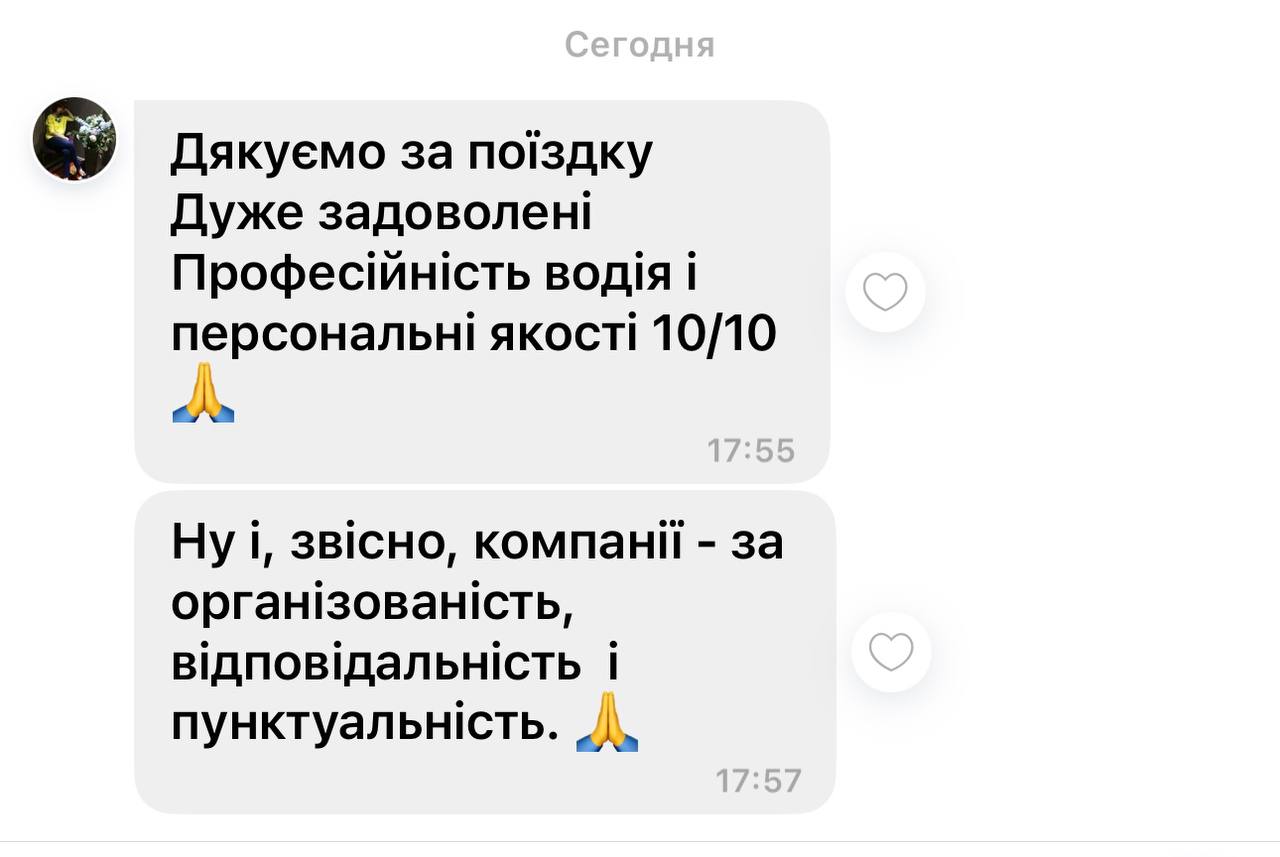 Сегодня
Дякуємо за поїздку
Дуже задоволені
Професійність водія і
персональні якості 10/10
🙏
17:55
Ну і, звісно, компанії - за
організованість,
відповідальність  і
пунктуальність. 🙏
17:57